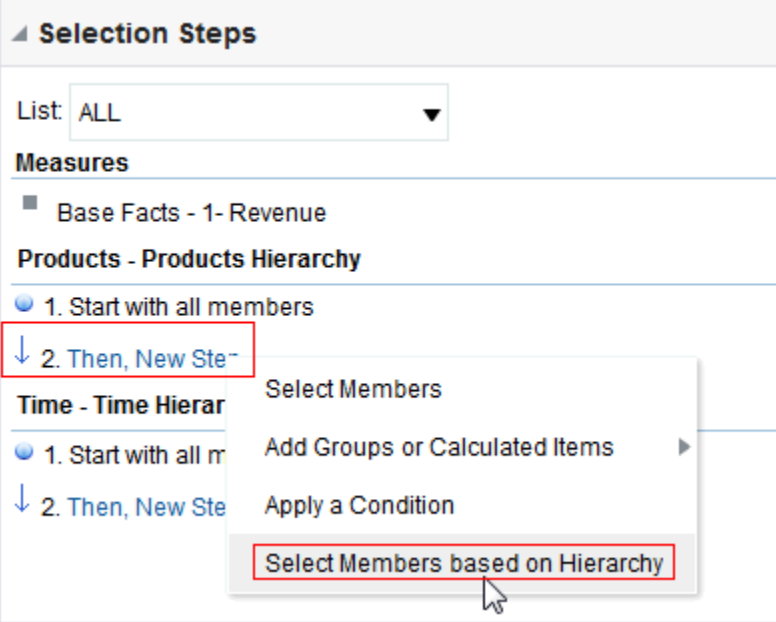 Selection Steps
List: ALL
Measures
Base Facts - 1- Revenue
Products - Products Hierarchy
1. Start with all members
2. Then, New Ste
Select Members
Time - Time Hierar
Add Groups or Calculated Items
1. Start with all m
2. Then, New Ste
Apply a Condition
Select Members based on Hierarchy